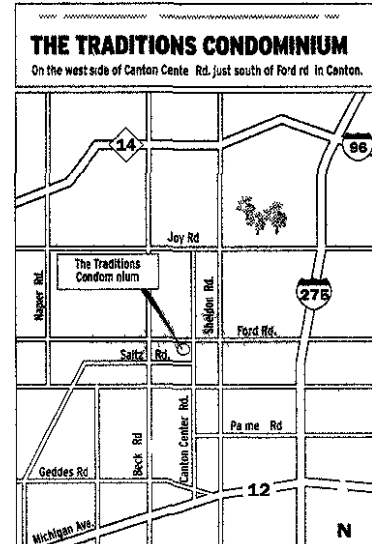 THE TRADITIONS CONDOMINIUM
On the west side of Canton Cente Rd. just south of Ford rd in Canton.
14
96
Joy Rd
The Traditions
Condom nium
Napier Rd.
Sheldon Rd.
275
Ford Rd.
Saltz Rd.
Canton Center Rd.
Beck Rd
Pa me Rd
Geddes Rd
12
Michigan Ave.
N